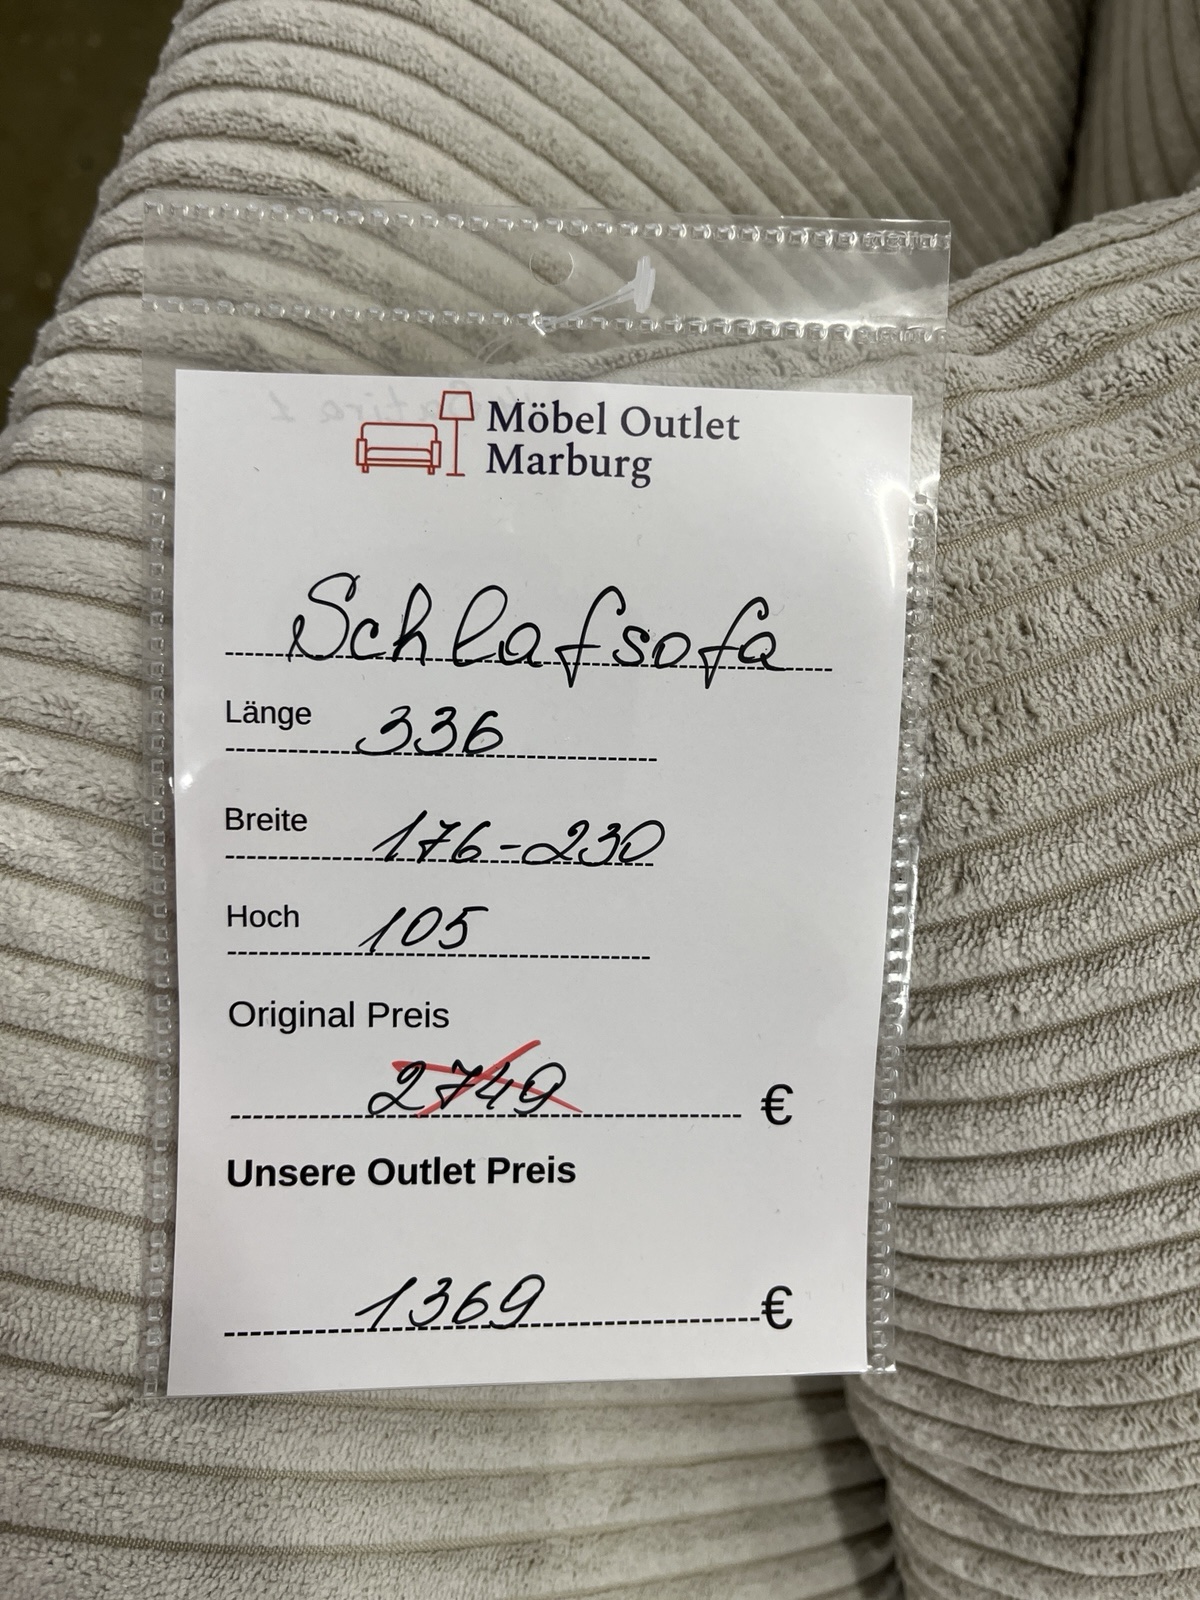 Möbel Outlet
Marburg
Schlafsofa
Länge 336
Breite 176-230
Hoch 105
Original Preis
2749 €
Unsere Outlet Preis
1369 €